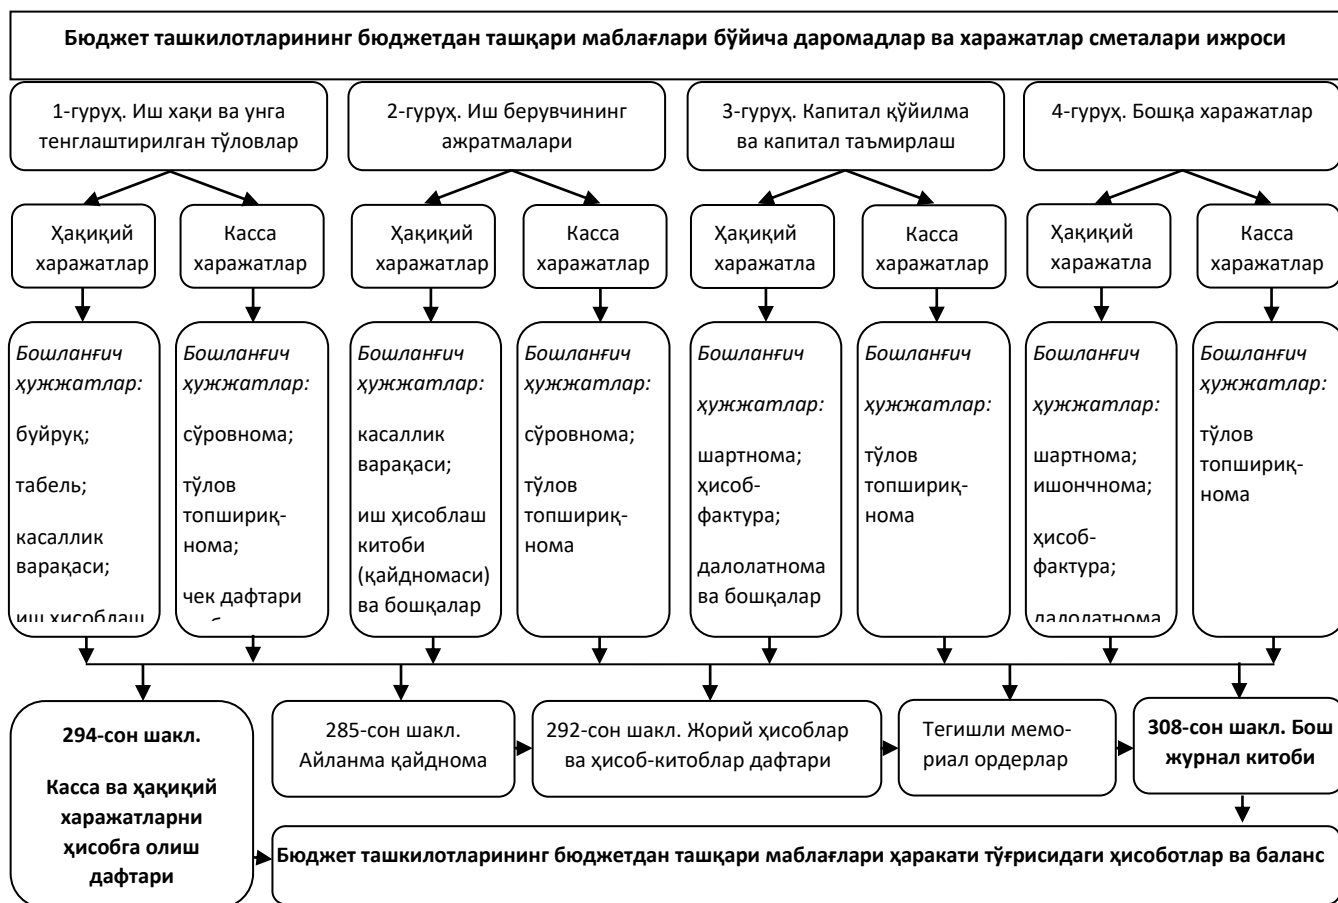 Бюджет ташкилотларининг бюджетдан ташқари маблағлари бўйича даромадлар ва харажатлар сметалари ижроси
1-гуруҳ. Иш хақи ва унга
тенглаштирилган тўловлар
2-гуруҳ. Иш берувчининг
ажратмалари
3-гуруҳ. Капитал қўйилма
ва капитал таъмирлаш
4-гуруҳ. Бошқа харажатлар
Ҳақиқий
харажатлар
Касса
харажатлар
Ҳақиқий
харажатлар
Касса
харажатлар
Ҳақиқий
харажатла
Касса
харажатлар
Ҳақиқий
харажатла
Касса
харажатлар
Бошланғич
ҳужжатлар:
буйруқ;
табель;
касаллик
варақаси;
иш ҳисоблаш
Бошланғич
ҳужжатлар:
сўровнома;
тўлов
топшириқ-
нома;
чек дафтари
Бошланғич
ҳужжатлар:
касаллик
варақаси;
иш ҳисоблаш
китоби
(қайдномаси)
ва бошқалар
Бошланғич
ҳужжатлар:
сўровнома;
тўлов
топшириқ-
нома
Бошланғич
ҳужжатлар:
шартнома;
ҳисоб-
фактура;
далолатнома
ва бошқалар
Бошланғич
ҳужжатлар:
тўлов
топшириқ-
нома
Бошланғич
ҳужжатлар:
шартнома;
ишончнома;
ҳисоб-
фактура;
далолатнома
Бошланғич
ҳужжатлар:
тўлов
топшириқ-
нома
294-сон шакл.
Касса ва ҳақиқий
харажатларни
ҳисобга олиш
дафтари
285-сон шакл.
Айланма қайднома
292-сон шакл. Жорий ҳисоблар
ва ҳисоб-китоблар дафтари
Тегишли мемо-
риал ордерлар
308-сон шакл. Бош
журнал китоби
Бюджет ташкилотларининг бюджетдан ташқари маблағлари ҳаракати тўғрисидаги ҳисоботлар ва баланс